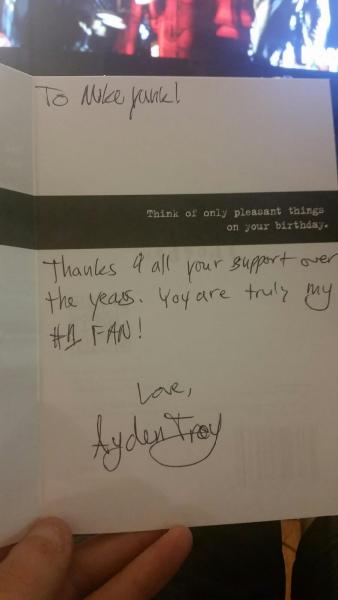 To Mike Junk!
Think of only pleasant things
on your birthday.
Thanks 4 all your support over
the years. You are truly my
#1 FAN!
Love,
Ayden Troy